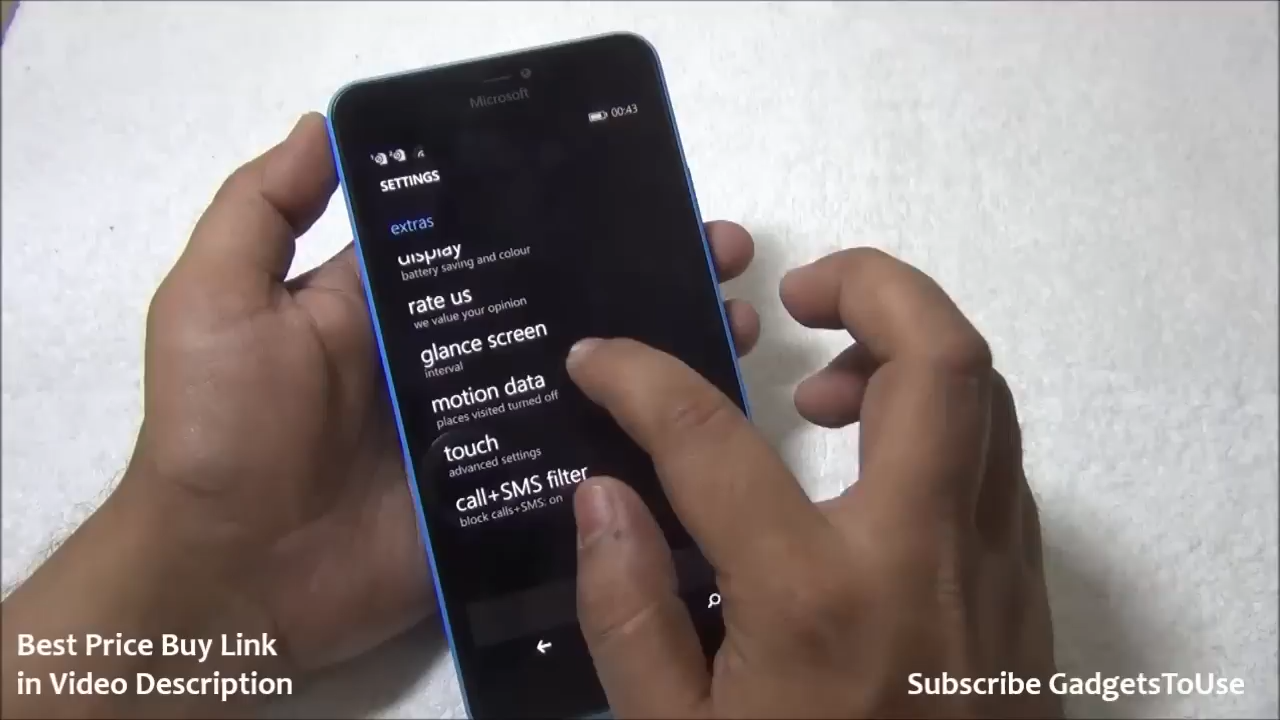 Microsoft
00:43
SETTINGS
extras
display
battery saving and colour
rate us
we value your opinion
glance screen
interval
motion data
places visited turned off
touch
advanced settings
call+SMS filter
block calls+SMS: on
Best Price Buy Link
in Video Description
Subscribe GadgetsToUse